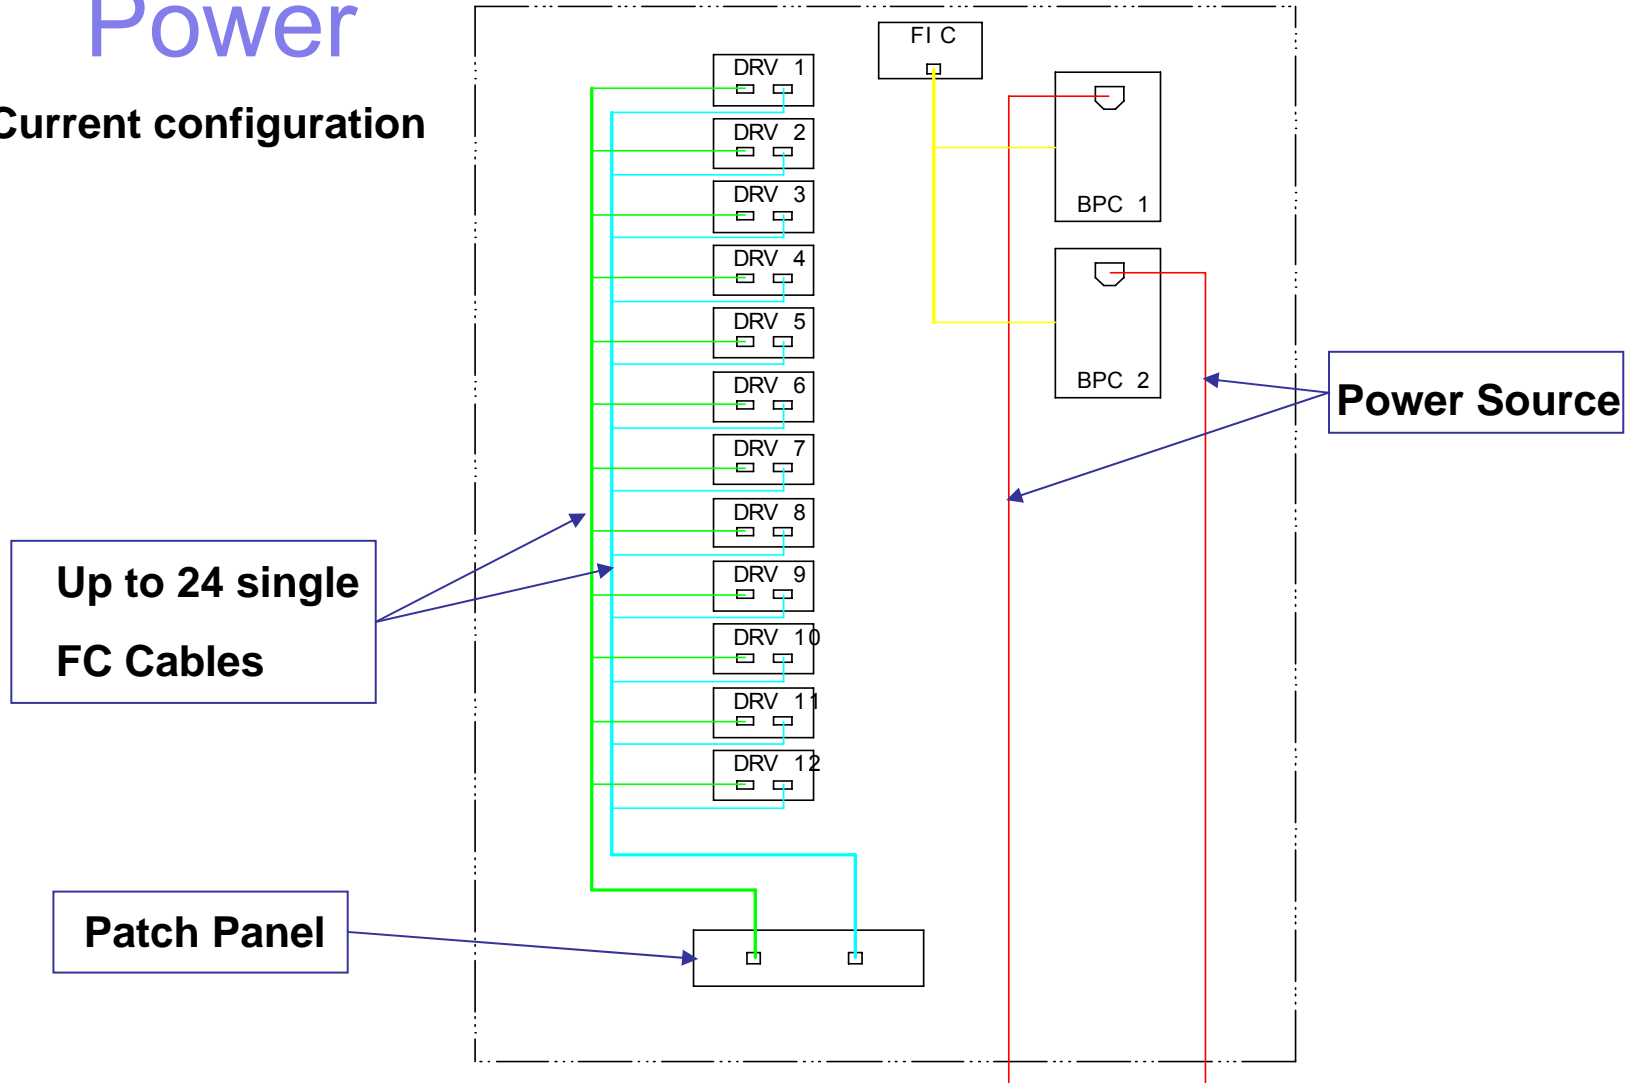 Power
Current configuration
FI C
DRV 1
DRV 2
DRV 3
DRV 4
DRV 5
DRV 6
DRV 7
DRV 8
DRV 9
DRV 10
DRV 11
DRV 12
BPC 1
BPC 2
Power Source
Up to 24 single
FC Cables
Patch Panel